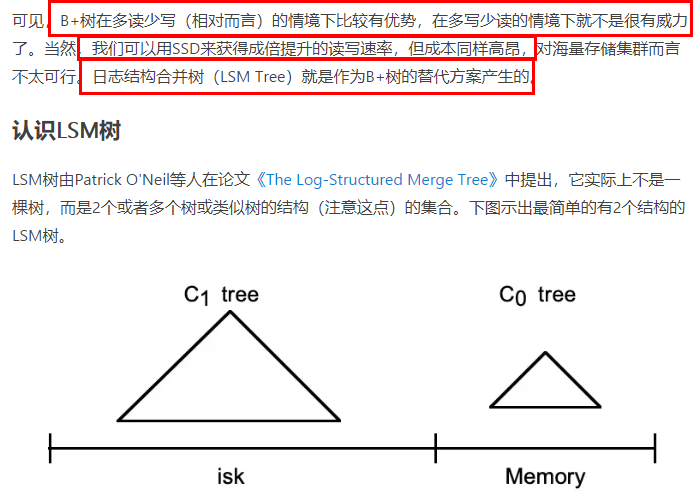 可见，B+树在多读少写（相对而言）的情境下比较有优势，在多写少读的情境下就不是很有威力
了。当然，我们可以用SSD来获得成倍提升的读写速率，但成本同样高昂，对海量存储集群而言
不太可行。日志结构合并树（LSM Tree）就是作为B+树的替代方案产生的
认识LSM树
LSM树由Patrick O'Neil等人在论文《The Log-Structured Merge Tree》中提出，它实际上不是一
棵树，而是2个或者多个树或类似树的结构（注意这点）的集合。下图示出最简单的有2个结构的
LSM树。
C1 tree
C0 tree
isk
Memory